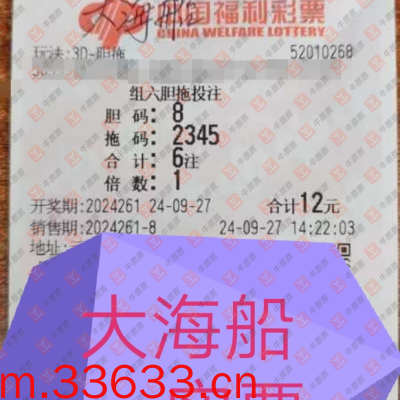 大海船
中国福利彩票
CHINA WELFARE LOTTERY
玩法:3D-胆拖
52010268
组六胆拖投注
胆 码: 8
拖 码: 2345
合 计: 6注
倍 数: 1
开奖期:2024261 24-09-27 合计12元
销售期:2024261-8 24-09-27 14:22:03
地址:
大海船
m.33633.cn